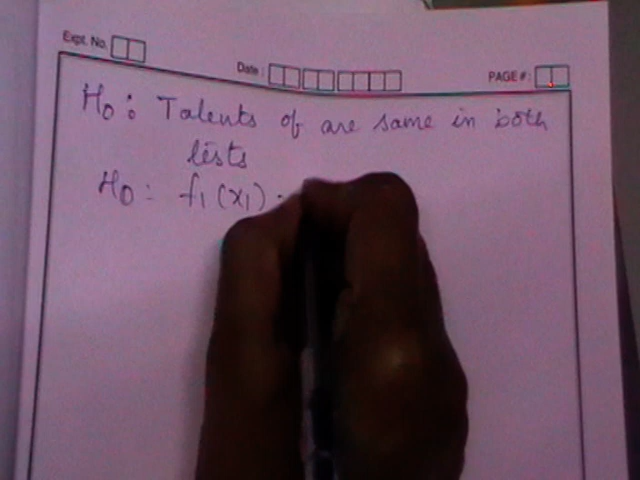 Expt. No.
Date :
PAGE # :
H0 : Talents of are same in both
lists
H0 : f1(x1)